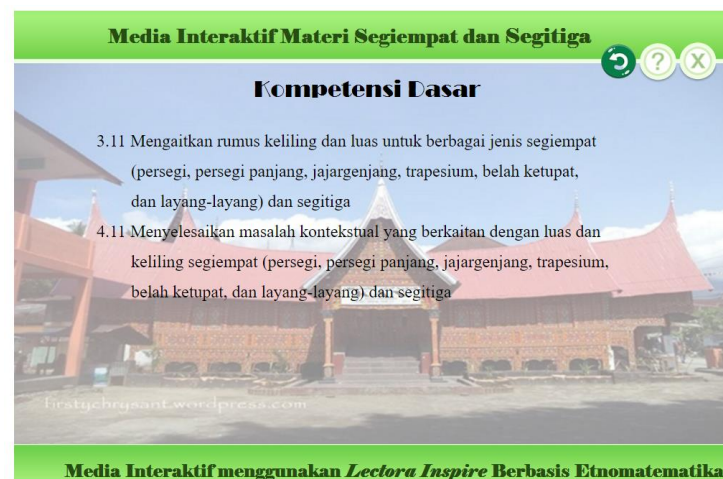 Media Interaktif Materi Segiempat dan Segitiga
Kompetensi Dasar
3.11 Mengaitkan rumus keliling dan luas untuk berbagai jenis segiempat
(persegi, persegi panjang, jajargenjang, trapesium, belah ketupat,
dan layang-layang) dan segitiga
4.11 Menyelesaikan masalah kontekstual yang berkaitan dengan luas dan
keliling segiempat (persegi, persegi panjang, jajargenjang, trapesium,
belah ketupat, dan layang-layang) dan segitiga
firstychrysant.wordpress.com
Media Interaktif menggunakan Lectora Inspire Berbasis Etnomatematika